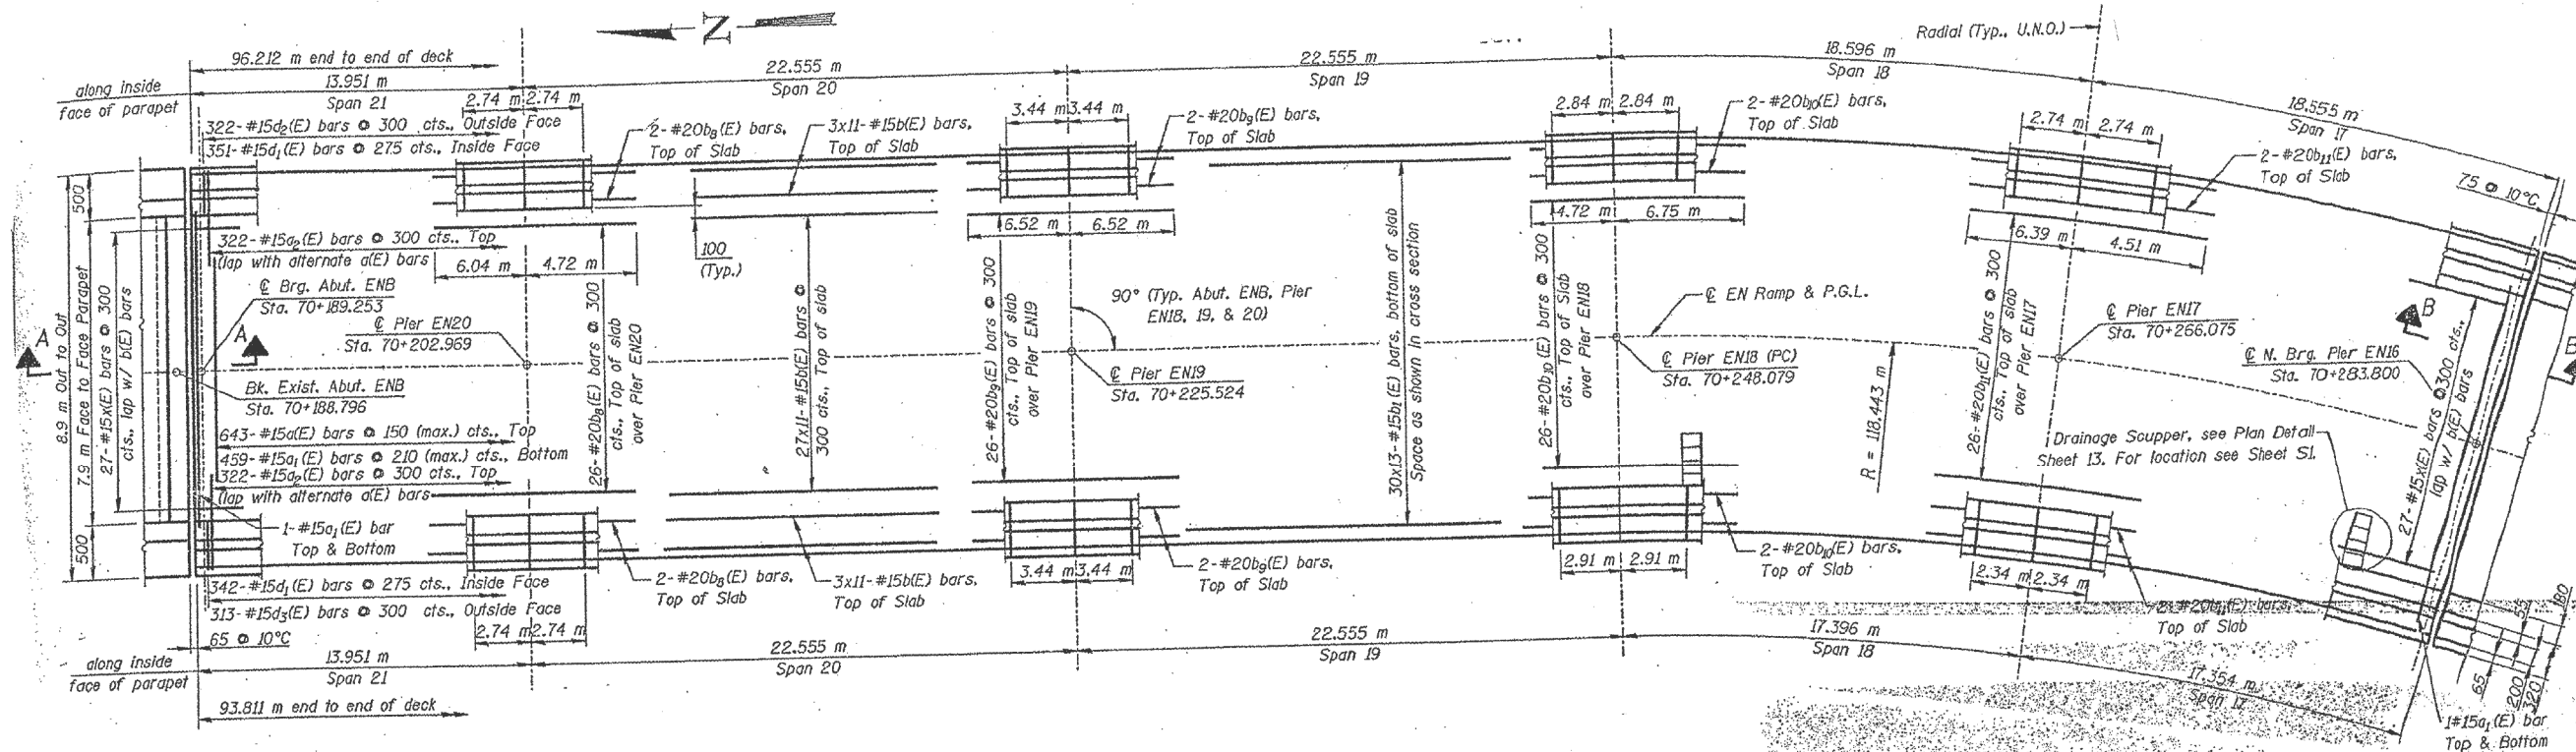 N
Radial (Typ., U.N.O.)
96.212 m end to end of deck
along inside
face of parapet
13.951 m
Span 21
22.555 m
Span 20
22.555 m
Span 19
18.596 m
Span 18
18.555 m
Span 17
2.74 m 2.74 m
3.44 m 3.44 m
2.84 m 2.84 m
2.74 m 2.74 m
75 @ 10°C
322-#15d2(E) bars @ 300 cts., Outside Face
351-#15d1(E) bars @ 275 cts., Inside Face
2-#20b8(E) bars,
Top of Slab
3x11-#15b(E) bars,
Top of Slab
2-#20b9(E) bars,
Top of Slab
2-#20b10(E) bars,
Top of Slab
2-#20b11(E) bars,
Top of Slab
500
8.9 m Out to Out
7.9 m Face to Face Parapet
500
27-#15x(E) bars @ 300
cts., lap w/ b(E) bars
322-#15a2(E) bars @ 300 cts., Top
(lap with alternate a(E) bars
6.04 m 4.72 m
100
(Typ.)
6.52 m 6.52 m
4.72 m 6.75 m
6.39 m 4.51 m
℄ Brg. Abut. ENB
Sta. 70+189.253
℄ Pier EN20
Sta. 70+202.969
A
A
Bk. Exist. Abut. ENB
Sta. 70+188.796
26-#20b8(E) bars @ 300
cts., Top of slab
over Pier EN20
27x11-#15b(E) bars @
300 cts., Top of slab
26-#20b9(E) bars @ 300
cts., Top of slab
over Pier EN19
90° (Typ. Abut. ENB, Pier
EN18, 19, & 20)
℄ Pier EN19
Sta. 70+225.524
30x13-#15b1(E) bars, bottom of slab
Space as shown in cross section
26-#20b10(E) bars @ 300
cts., Top of Slab
over Pier EN18
℄ EN Ramp & P.G.L.
℄ Pier EN18 (PC)
Sta. 70+248.079
R = 118.443 m
26-#20b11(E) bars @ 300
cts., Top of slab
over Pier EN17
℄ Pier EN17
Sta. 70+266.075
B
B
℄ N. Brg. Pier EN16
Sta. 70+283.800
27-#15x(E) bars @ 300 cts.,
lap w/ b(E) bars
Drainage Scupper, see Plan Detail
Sheet 13. For location see Sheet S1.
643-#15a(E) bars @ 150 (max.) cts., Top
459-#15a1(E) bars @ 210 (max.) cts., Bottom
322-#15a2(E) bars @ 300 cts., Top
(lap with alternate a(E) bars
1-#15a1(E) bar
Top & Bottom
342-#15d1(E) bars @ 275 cts., Inside Face
313-#15d3(E) bars @ 300 cts., Outside Face
65 @ 10°C
2.74 m 2.74 m
2-#20b8(E) bars,
Top of Slab
3x11-#15b(E) bars,
Top of Slab
3.44 m 3.44 m
2-#20b9(E) bars,
Top of Slab
2.91 m 2.91 m
2-#20b10(E) bars,
Top of Slab
2.34 m 2.34 m
2-#20b11(E) bars,
Top of Slab
along inside
face of parapet
13.951 m
Span 21
22.555 m
Span 20
22.555 m
Span 19
17.396 m
Span 18
17.354 m
Span 17
93.811 m end to end of deck
65
200
320
55
180
1#15a1(E) bar
Top & Bottom